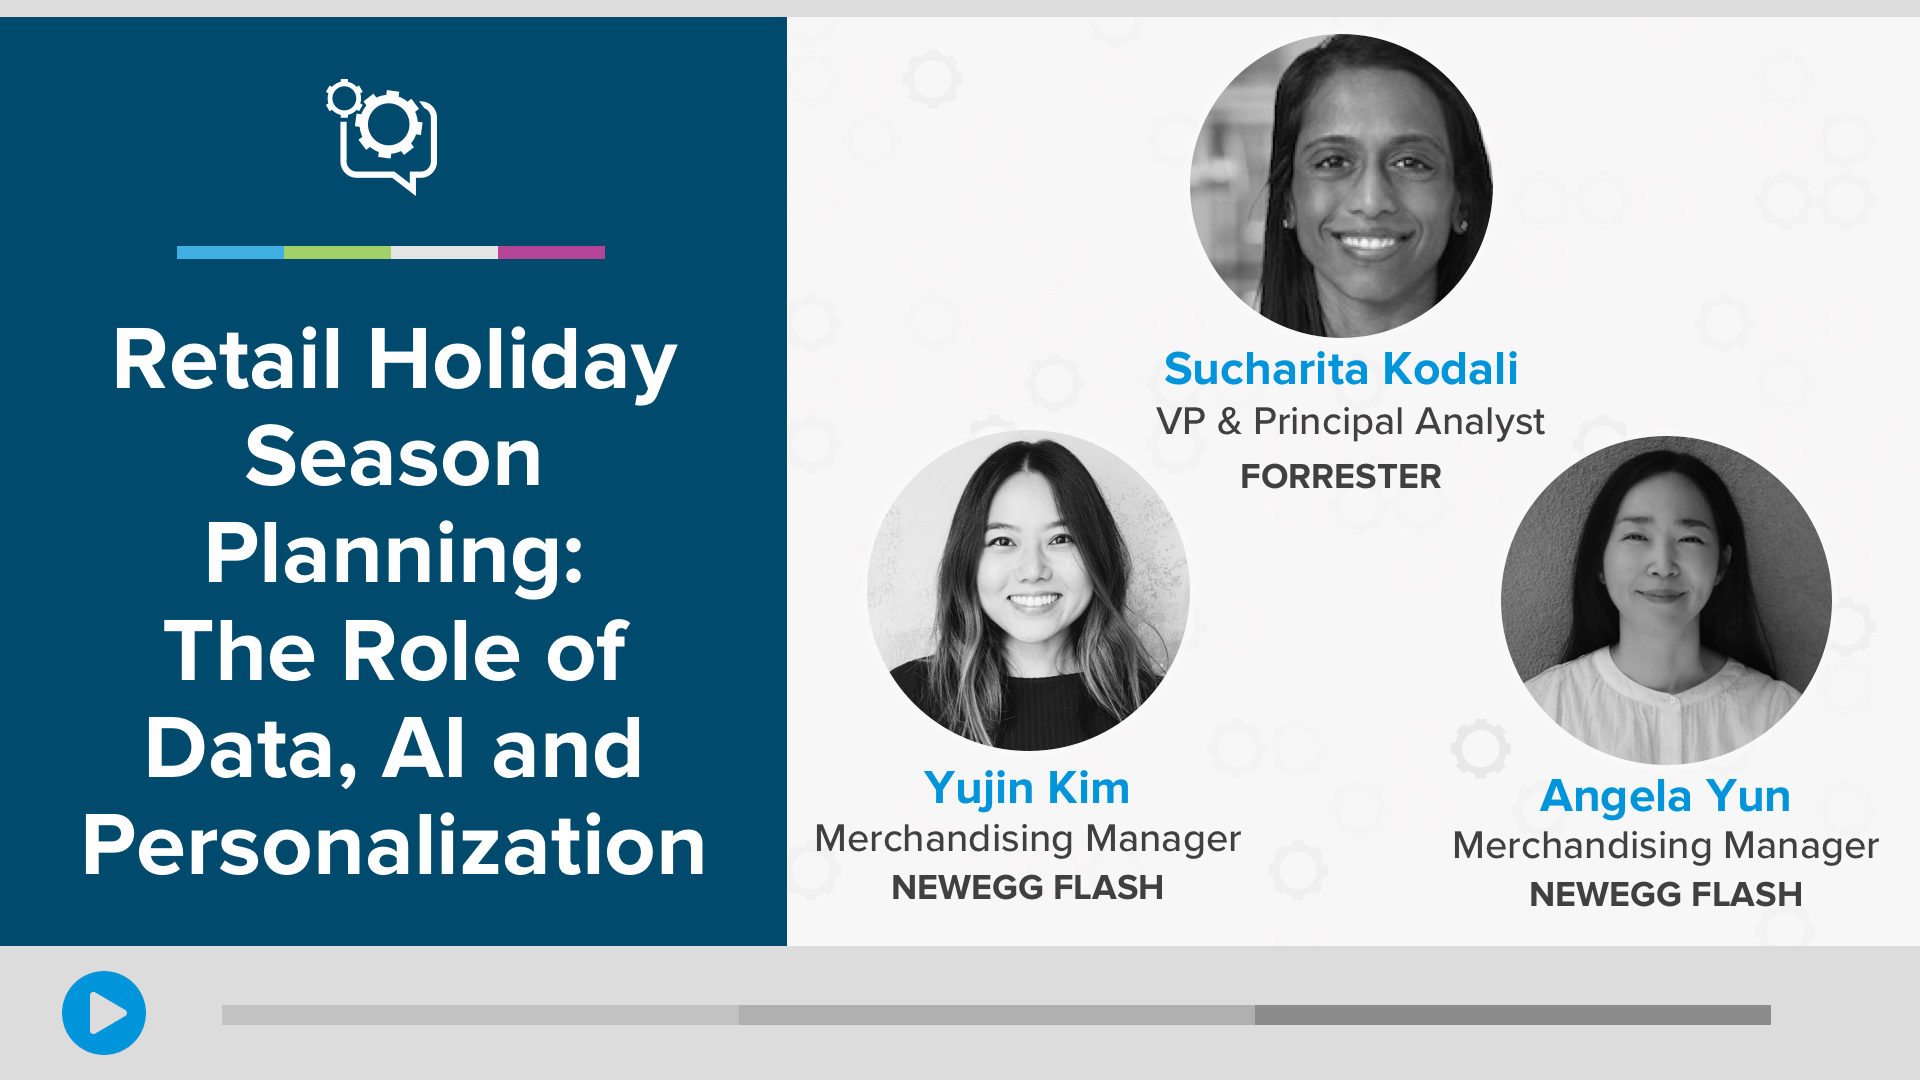 Retail Holiday
Season
Planning:
The Role of
Data, AI and
Personalization
Sucharita Kodali
VP & Principal Analyst
FORRESTER
Yujin Kim
Merchandising Manager
NEWEGG FLASH
Angela Yun
Merchandising Manager
NEWEGG FLASH